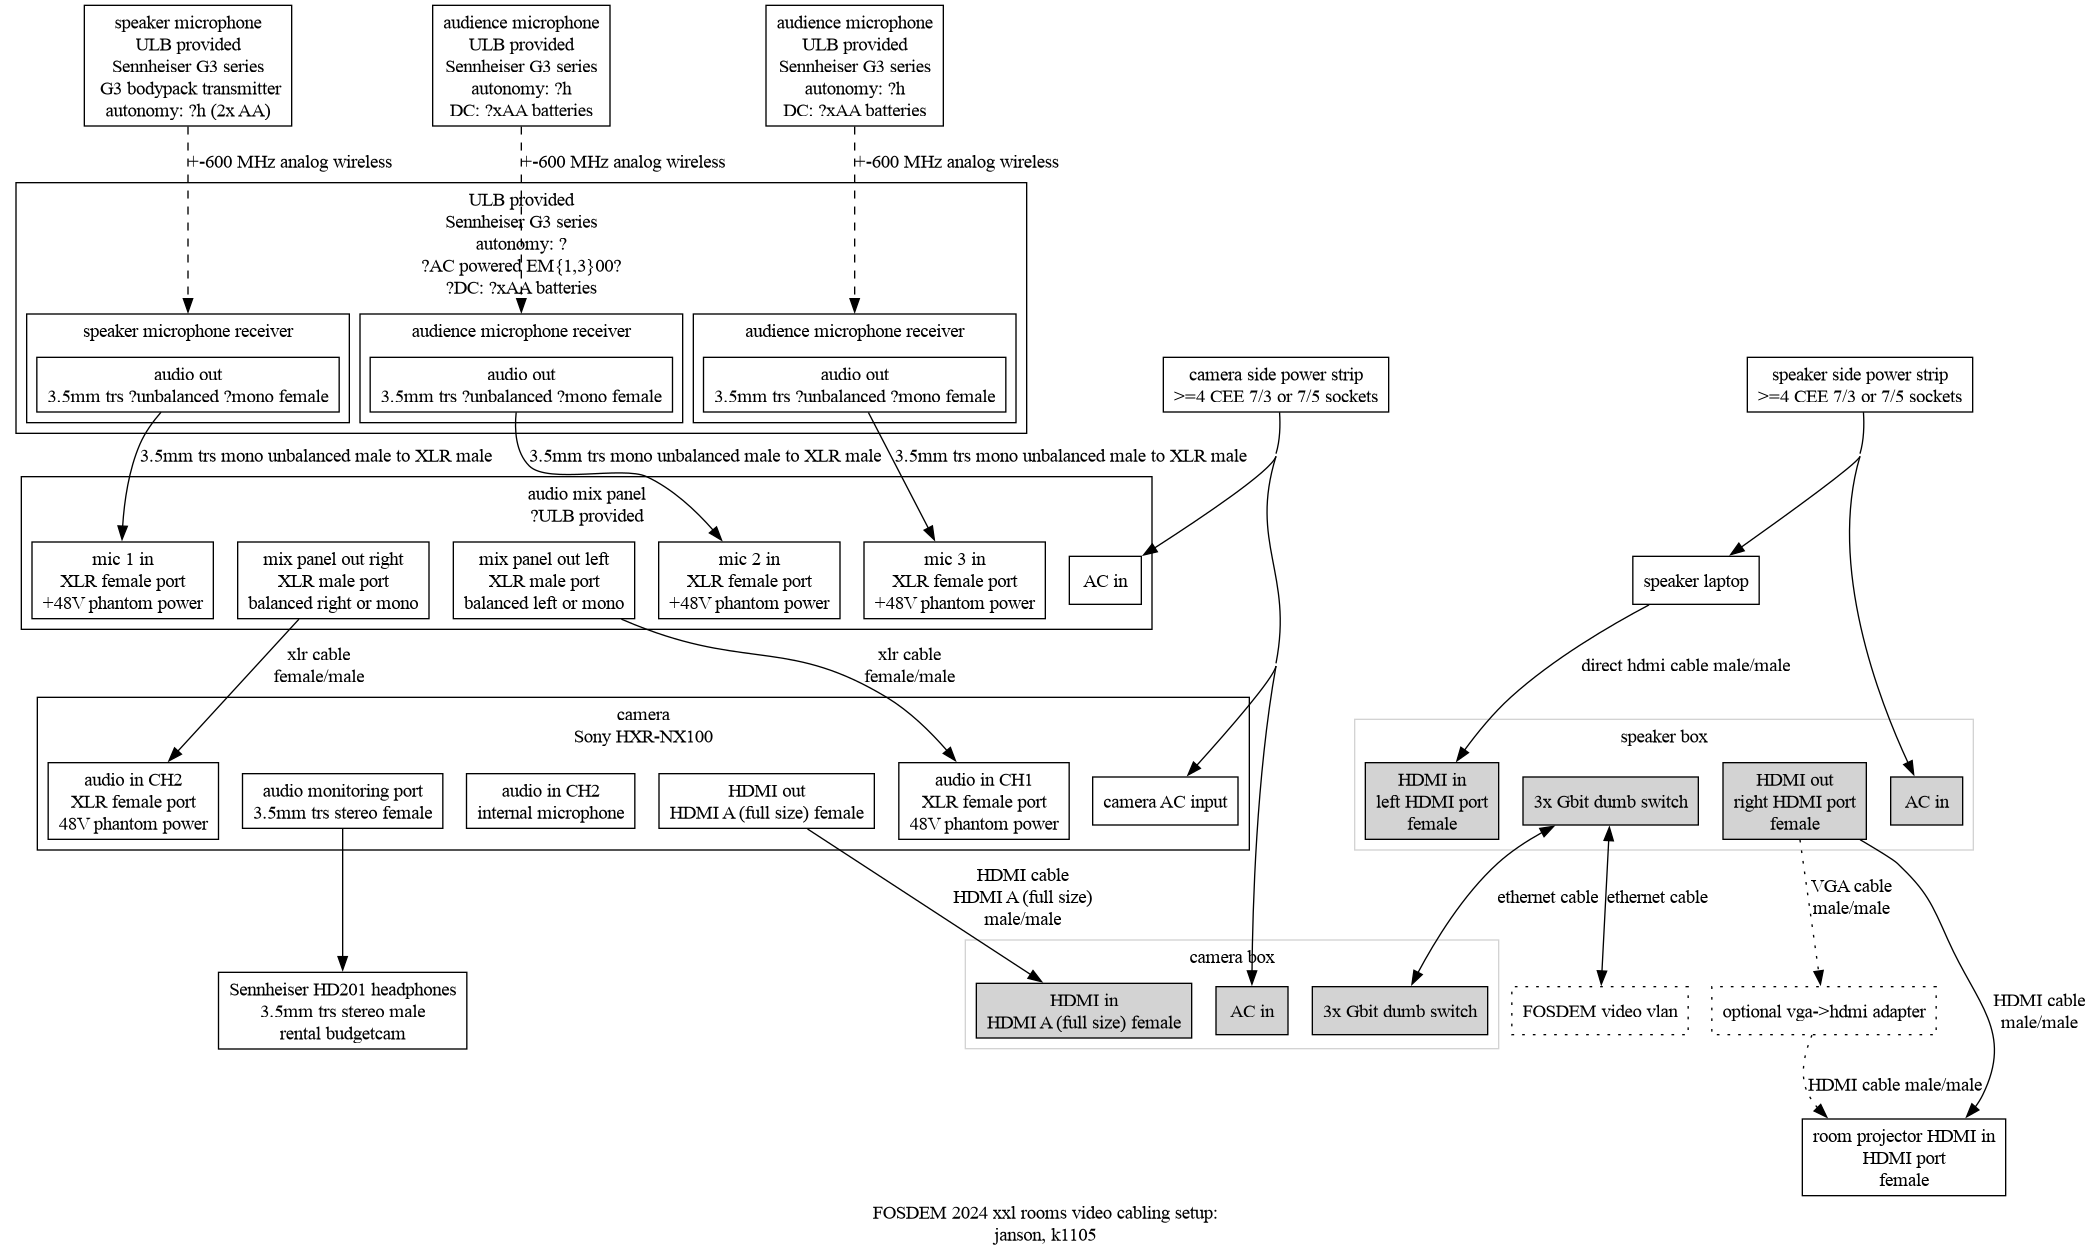 speaker microphone
ULB provided
Sennheiser G3 series
G3 bodypack transmitter
autonomy: ?h (2x AA)
audience microphone
ULB provided
Sennheiser G3 series
autonomy: ?h
DC: ?xAA batteries
audience microphone
ULB provided
Sennheiser G3 series
autonomy: ?h
DC: ?xAA batteries
+-600 MHz analog wireless
+-600 MHz analog wireless
+-600 MHz analog wireless
ULB provided
Sennheiser G3 series
autonomy: ?
?AC powered EM{1,3}00?
?DC: ?xAA batteries
speaker microphone receiver
audio out
3.5mm trs ?unbalanced ?mono female
audience microphone receiver
audio out
3.5mm trs ?unbalanced ?mono female
audience microphone receiver
audio out
3.5mm trs ?unbalanced ?mono female
camera side power strip
>=4 CEE 7/3 or 7/5 sockets
speaker side power strip
>=4 CEE 7/3 or 7/5 sockets
3.5mm trs mono unbalanced male to XLR male
3.5mm trs mono unbalanced male to XLR male
3.5mm trs mono unbalanced male to XLR male
audio mix panel
?ULB provided
mic 1 in
XLR female port
+48V phantom power
mix panel out right
XLR male port
balanced right or mono
mix panel out left
XLR male port
balanced left or mono
mic 2 in
XLR female port
+48V phantom power
mic 3 in
XLR female port
+48V phantom power
AC in
speaker laptop
xlr cable
female/male
xlr cable
female/male
direct hdmi cable male/male
camera
Sony HXR-NX100
audio in CH2
XLR female port
48V phantom power
audio monitoring port
3.5mm trs stereo female
audio in CH2
internal microphone
HDMI out
HDMI A (full size) female
audio in CH1
XLR female port
48V phantom power
camera AC input
speaker box
HDMI in
left HDMI port
female
3x Gbit dumb switch
HDMI out
right HDMI port
female
AC in
HDMI cable
HDMI A (full size)
male/male
ethernet cable
ethernet cable
VGA cable
male/male
camera box
HDMI in
HDMI A (full size) female
AC in
3x Gbit dumb switch
FOSDEM video vlan
optional vga->hdmi adapter
HDMI cable
male/male
Sennheiser HD201 headphones
3.5mm trs stereo male
rental budgetcam
HDMI cable male/male
room projector HDMI in
HDMI port
female
FOSDEM 2024 xxl rooms video cabling setup:
janson, k1105